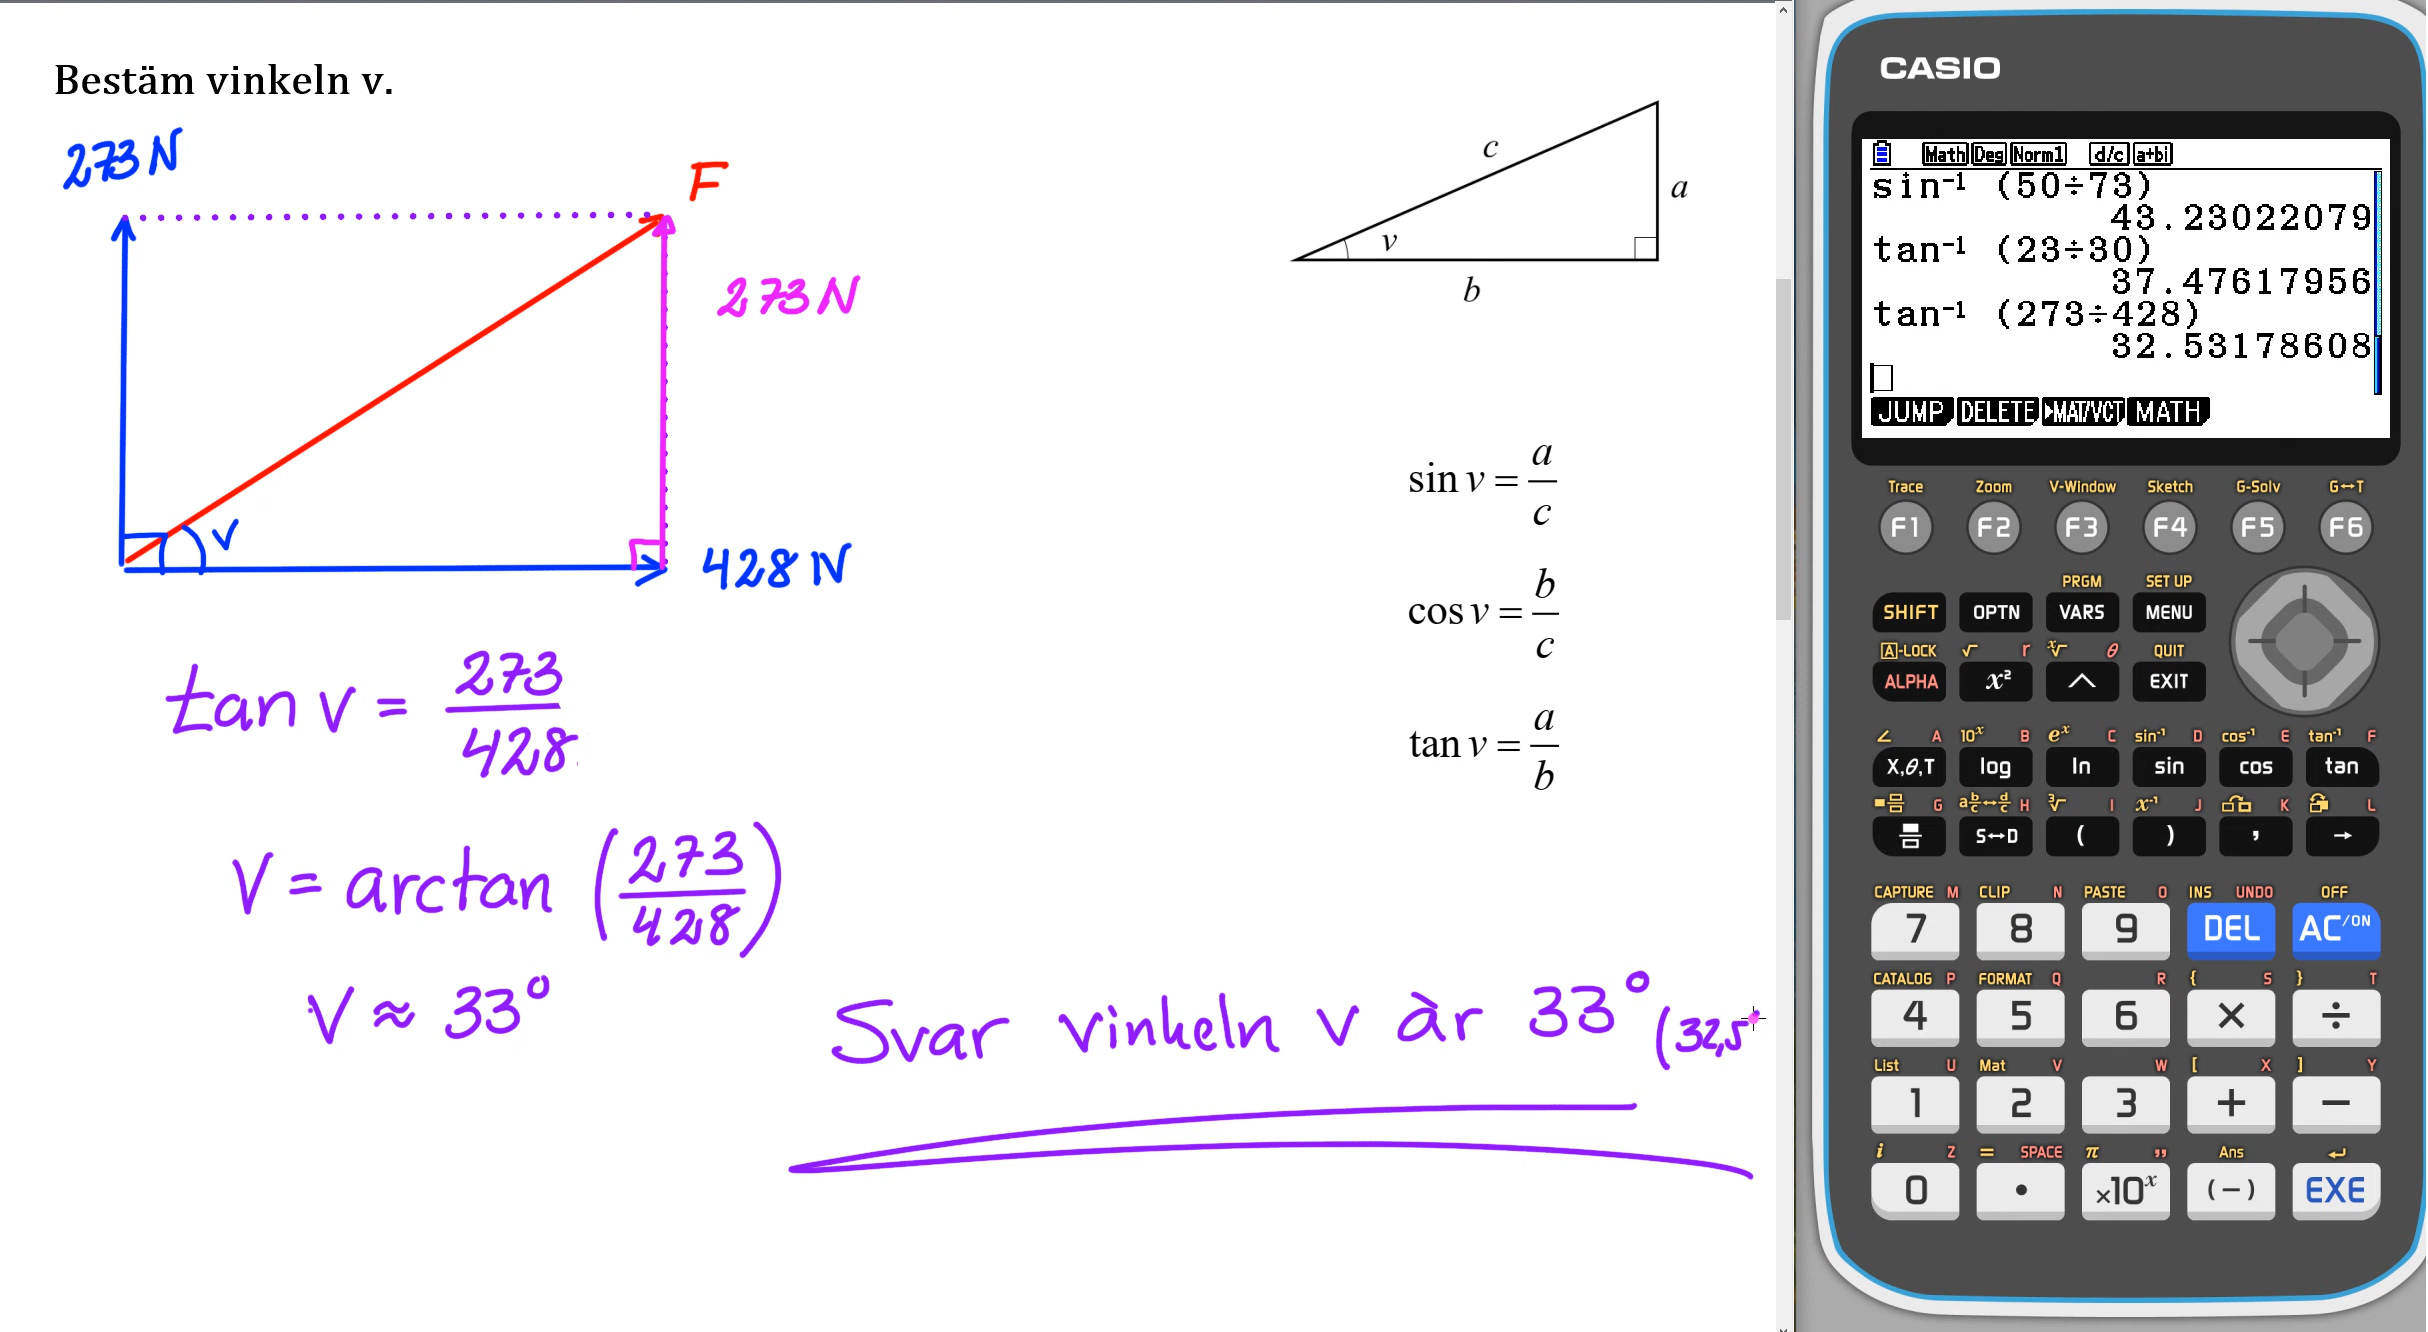 Bestäm vinkeln v.
273 N
F
273 N
v
428 N
tan v = 273/428
v = arctan (273/428)
v ≈ 33°
Svar vinkeln v är 33° (32,5
c
a
v
b
sin v = a/c
cos v = b/c
tan v = a/b
CASIO
Math Deg Norm1 d/c a+bi
sin⁻¹ (50÷73)
43.23022079
tan⁻¹ (23÷30)
37.47617956
tan⁻¹ (273÷428)
32.53178608
JUMP DELETE ▶MAT/VCT MATH
Trace Zoom V-Window Sketch G-Solv G↔T
F1 F2 F3 F4 F5 F6
PRGM SET UP
SHIFT OPTN VARS MENU
A-LOCK √ r ˣ√ θ QUIT
ALPHA x² ^ EXIT
∠ A 10ˣ B eˣ C sin⁻¹ D cos⁻¹ E tan⁻¹ F
X,θ,T log ln sin cos tan
G a b/c↔d/c H ³√ I x⁻¹ J K L
S↔D ( ) , →
CAPTURE M CLIP N PASTE O INS UNDO OFF
7 8 9 DEL AC/ON
CATALOG P FORMAT Q R { S } T
4 5 6 × ÷
List U Mat V W [ X ] Y
1 2 3 + −
i Z = SPACE π " Ans ↵
0 • ×10ˣ (−) EXE